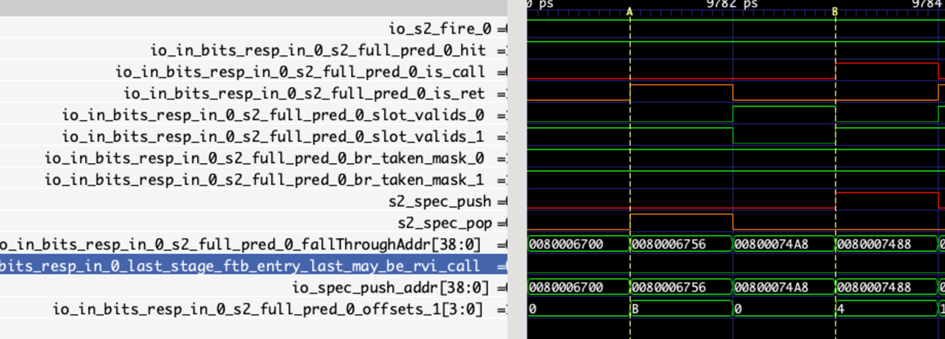 0 ps 9782 ps 9784
A B
io_s2_fire_0 =
io_in_bits_resp_in_0_s2_full_pred_0_hit =
io_in_bits_resp_in_0_s2_full_pred_0_is_call =
io_in_bits_resp_in_0_s2_full_pred_0_is_ret =
io_in_bits_resp_in_0_s2_full_pred_0_slot_valids_0 =
io_in_bits_resp_in_0_s2_full_pred_0_slot_valids_1 =
io_in_bits_resp_in_0_s2_full_pred_0_br_taken_mask_0 =
io_in_bits_resp_in_0_s2_full_pred_0_br_taken_mask_1 =
s2_spec_push =
s2_spec_pop =
o_in_bits_resp_in_0_s2_full_pred_0_fallThroughAddr[38:0] = 0080006700 0080006756 00800074A8 0080007488
bits_resp_in_0_last_stage_ftb_entry_last_may_be_rvi_call =
io_spec_push_addr[38:0] = 0080006700 0080006756 00800074A8 0080007488
io_in_bits_resp_in_0_s2_full_pred_0_offsets_1[3:0] = 0 B 0 4 1